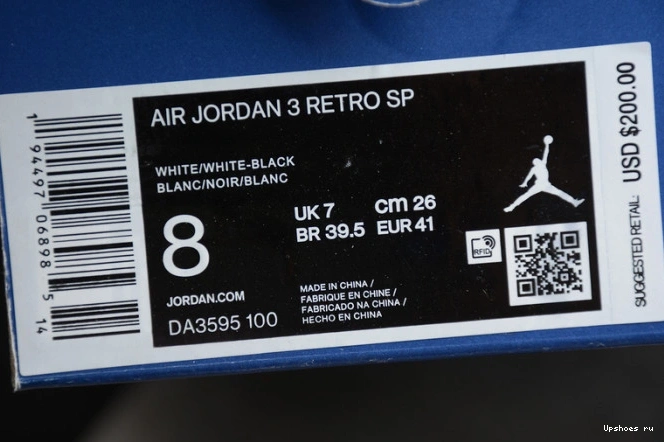 AIR JORDAN 3 RETRO SP
WHITE/WHITE-BLACK
BLANC/NOIR/BLANC
8
UK 7 cm 26
BR 39.5 EUR 41
JORDAN.COM
DA3595 100
MADE IN CHINA /
FABRIQUE EN CHINE /
FABRICADO NA CHINA /
HECHO EN CHINA
RFID
SUGGESTED RETAIL: USD $200.00
1 94497 06898 5 14
Upshoes ru